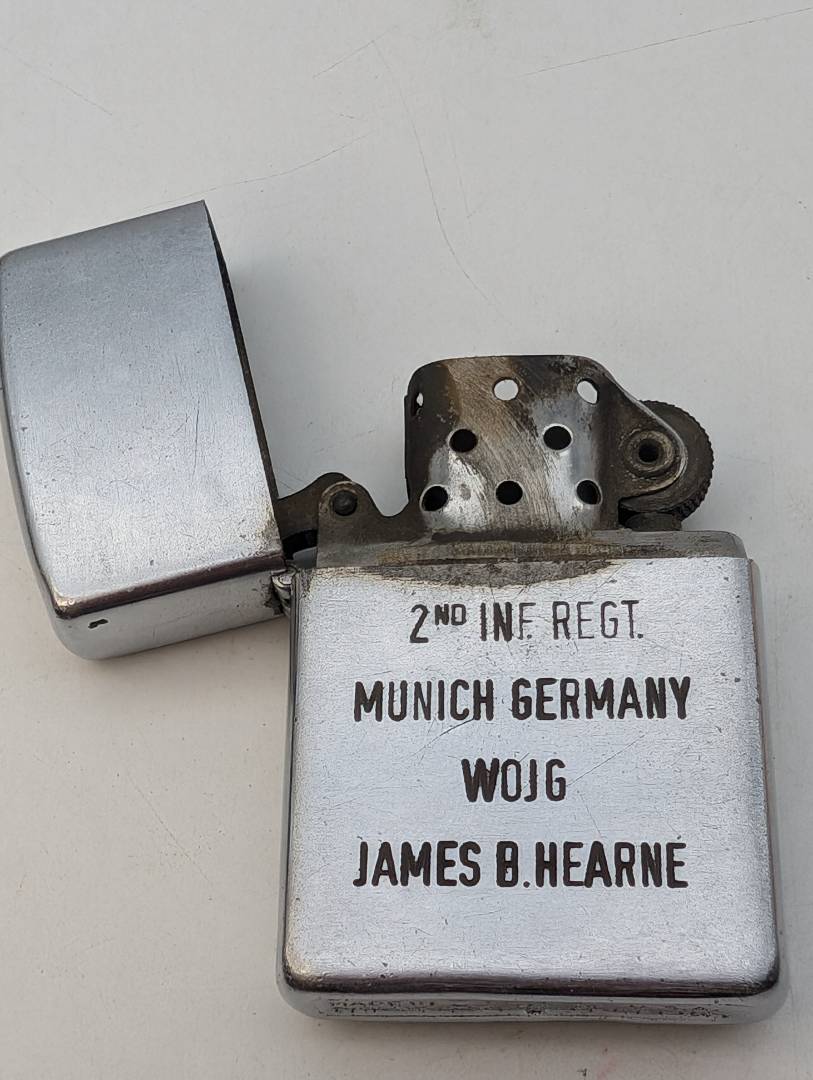 2ND INF. REGT.
MUNICH GERMANY
WOJG
JAMES B. HEARNE